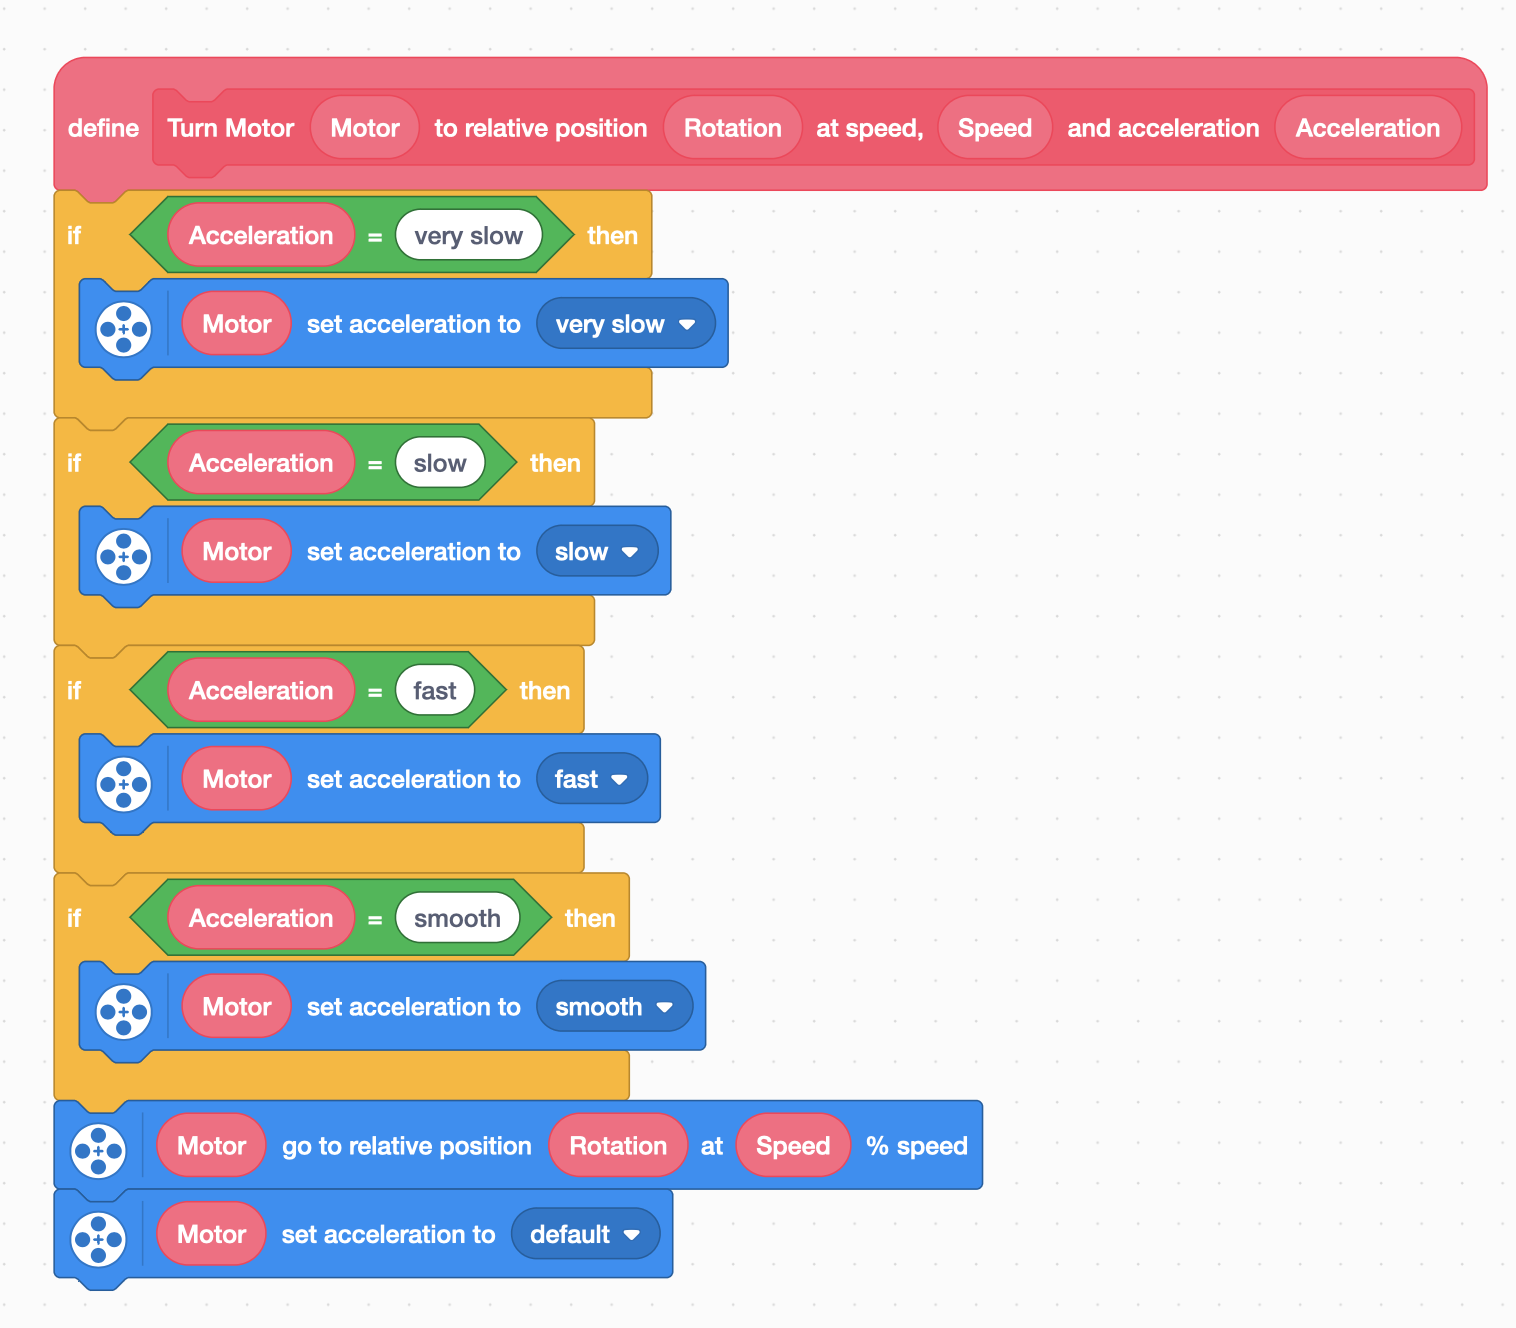 define Turn Motor Motor to relative position Rotation at speed, Speed and acceleration Acceleration
if Acceleration = very slow then
Motor set acceleration to very slow
if Acceleration = slow then
Motor set acceleration to slow
if Acceleration = fast then
Motor set acceleration to fast
if Acceleration = smooth then
Motor set acceleration to smooth
Motor go to relative position Rotation at Speed % speed
Motor set acceleration to default